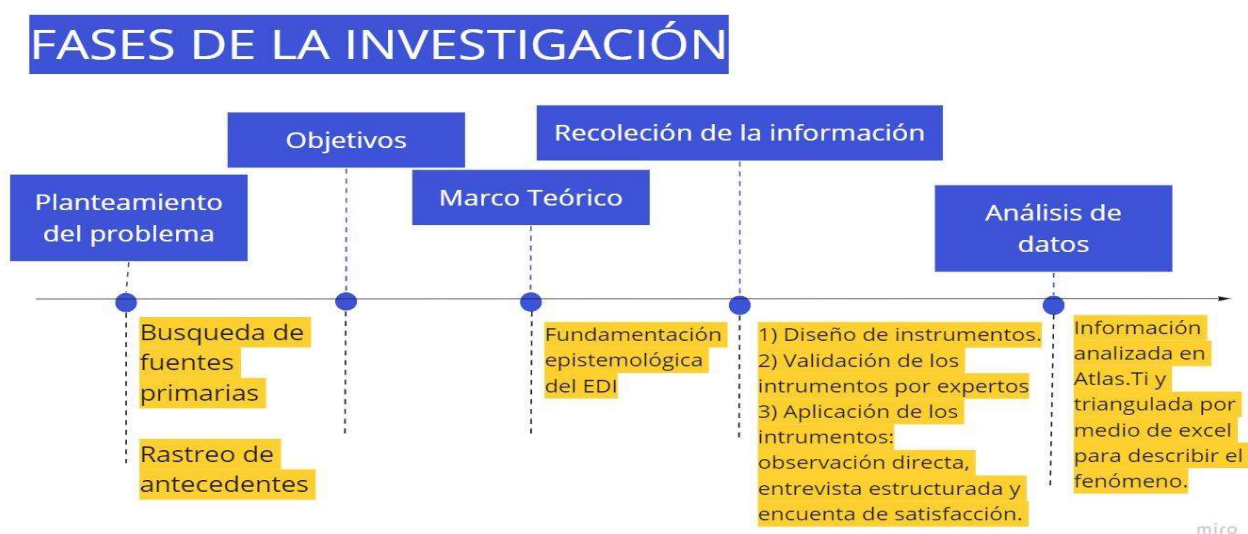 FASES DE LA INVESTIGACIÓN
Planteamiento
del problema
Busqueda de
fuentes
primarias
Rastreo de
antecedentes
Objetivos
Marco Teórico
Fundamentación
epistemológica
del EDI
Recoleción de la información
1) Diseño de instrumentos.
2) Validación de los
intrumentos por expertos
3) Aplicación de los
intrumentos:
observación directa,
entrevista estructurada y
encuenta de satisfacción.
Análisis de
datos
Información
analizada en
Atlas.Ti y
triangulada por
medio de excel
para describir el
fenómeno.
miro